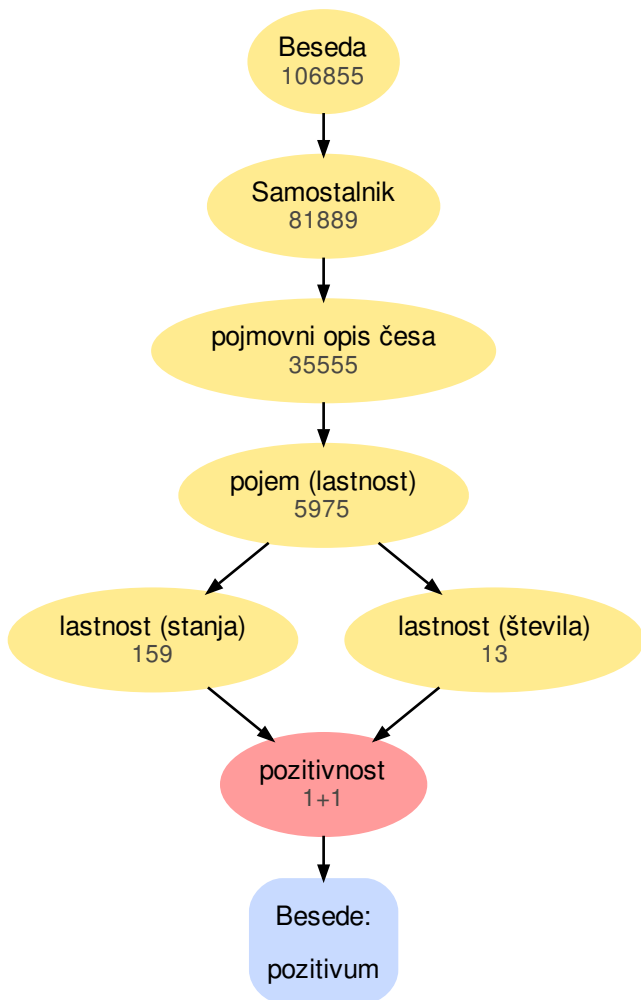 Beseda
106855
Samostalnik
81889
pojmovni opis česa
35555
pojem (lastnost)
5975
lastnost (stanja)
159
lastnost (števila)
13
pozitivnost
1+1
Besede:
pozitivum